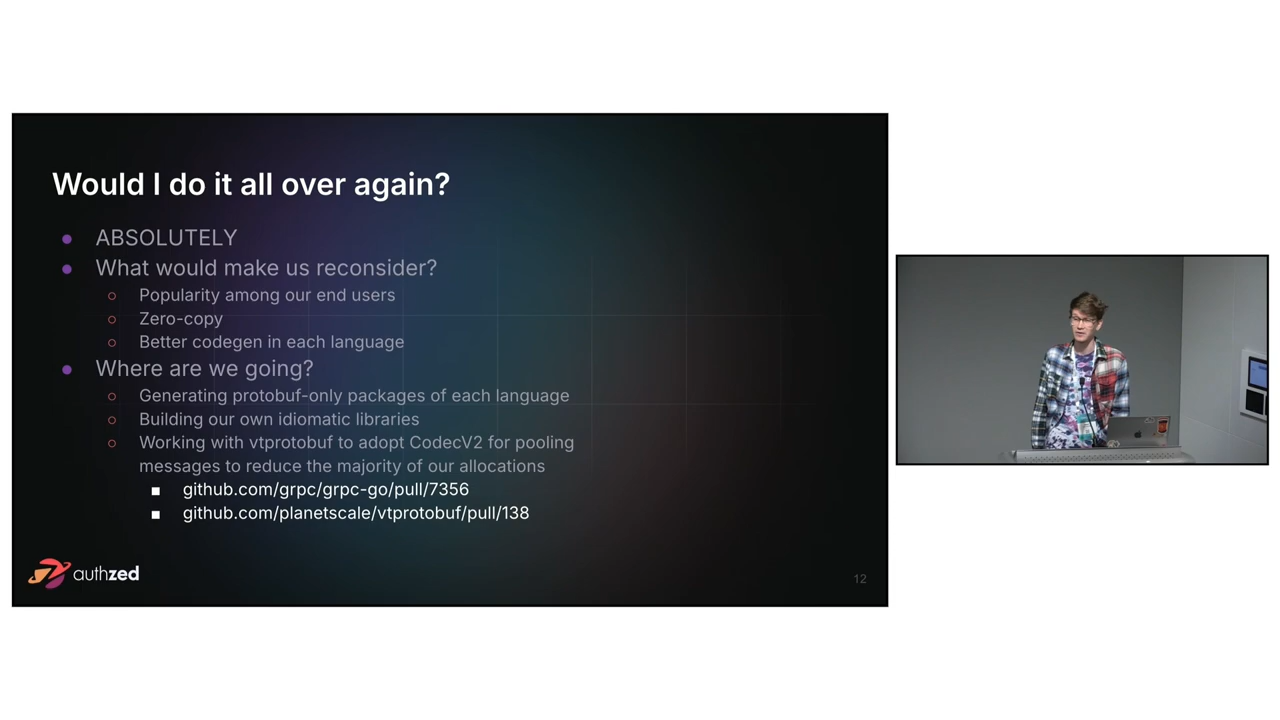 Would I do it all over again?
● ABSOLUTELY
● What would make us reconsider?
○ Popularity among our end users
○ Zero-copy
○ Better codegen in each language
● Where are we going?
○ Generating protobuf-only packages of each language
○ Building our own idiomatic libraries
○ Working with vtprotobuf to adopt CodecV2 for pooling
messages to reduce the majority of our allocations
■ github.com/grpc/grpc-go/pull/7356
■ github.com/planetscale/vtprotobuf/pull/138
authzed
12